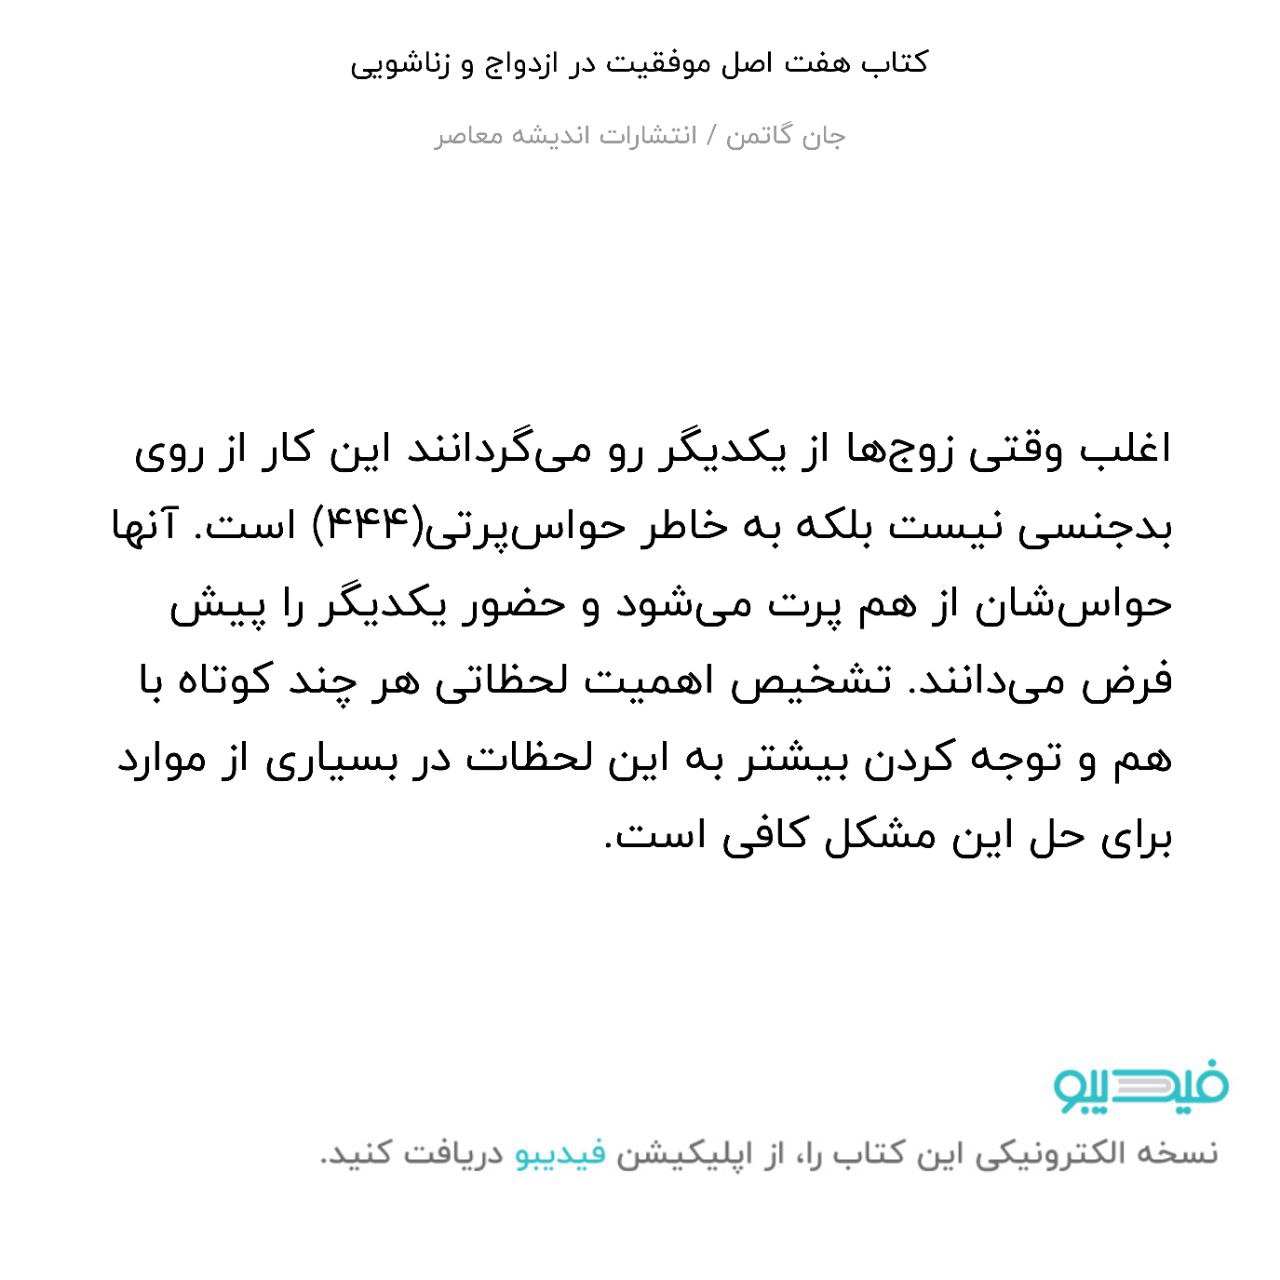 کتاب هفت اصل موفقیت در ازدواج و زناشویی
جان گاتمن / انتشارات اندیشه معاصر
اغلب وقتی زوج‌ها از یکدیگر رو می‌گردانند این کار از روی
بدجنسی نیست بلکه به خاطر حواس‌پرتی(۴۴۴) است. آنها
حواس‌شان از هم پرت می‌شود و حضور یکدیگر را پیش
فرض می‌دانند. تشخیص اهمیت لحظاتی هر چند کوتاه با
هم و توجه کردن بیشتر به این لحظات در بسیاری از موارد
برای حل این مشکل کافی است.
فیدیبو
نسخه الکترونیکی این کتاب را، از اپلیکیشن فیدیبو دریافت کنید.